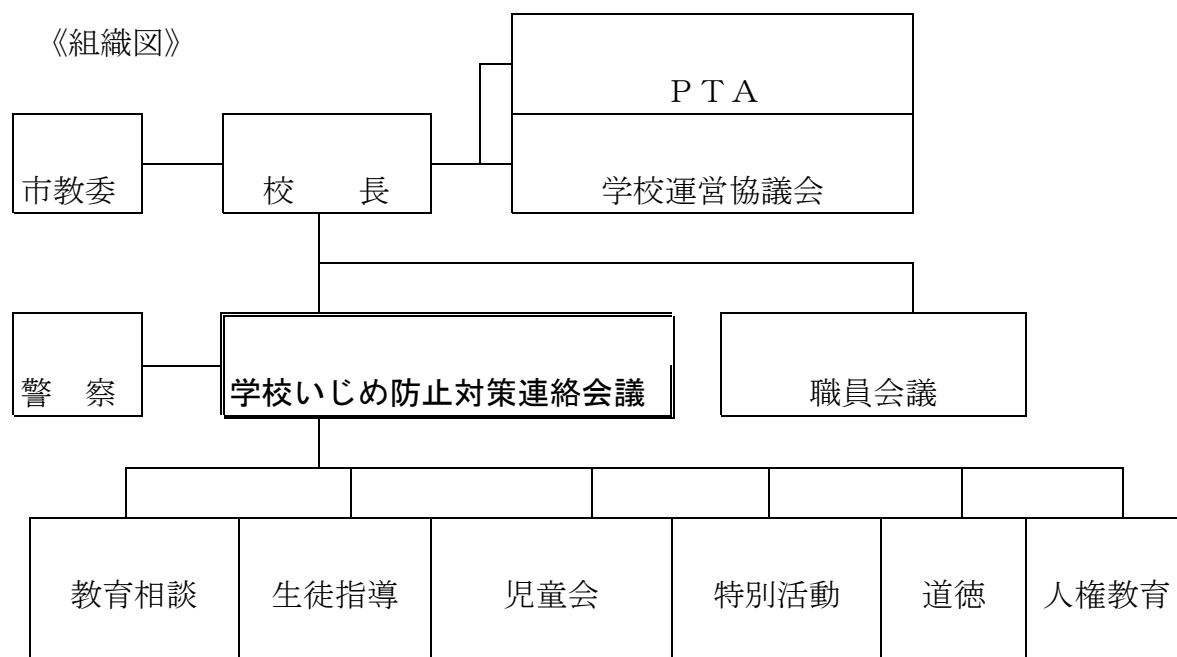 《組織図》
ＰＴＡ
市教委
校　　長
学校運営協議会
警　察
学校いじめ防止対策連絡会議
職員会議
教育相談
生徒指導
児童会
特別活動
道徳
人権教育